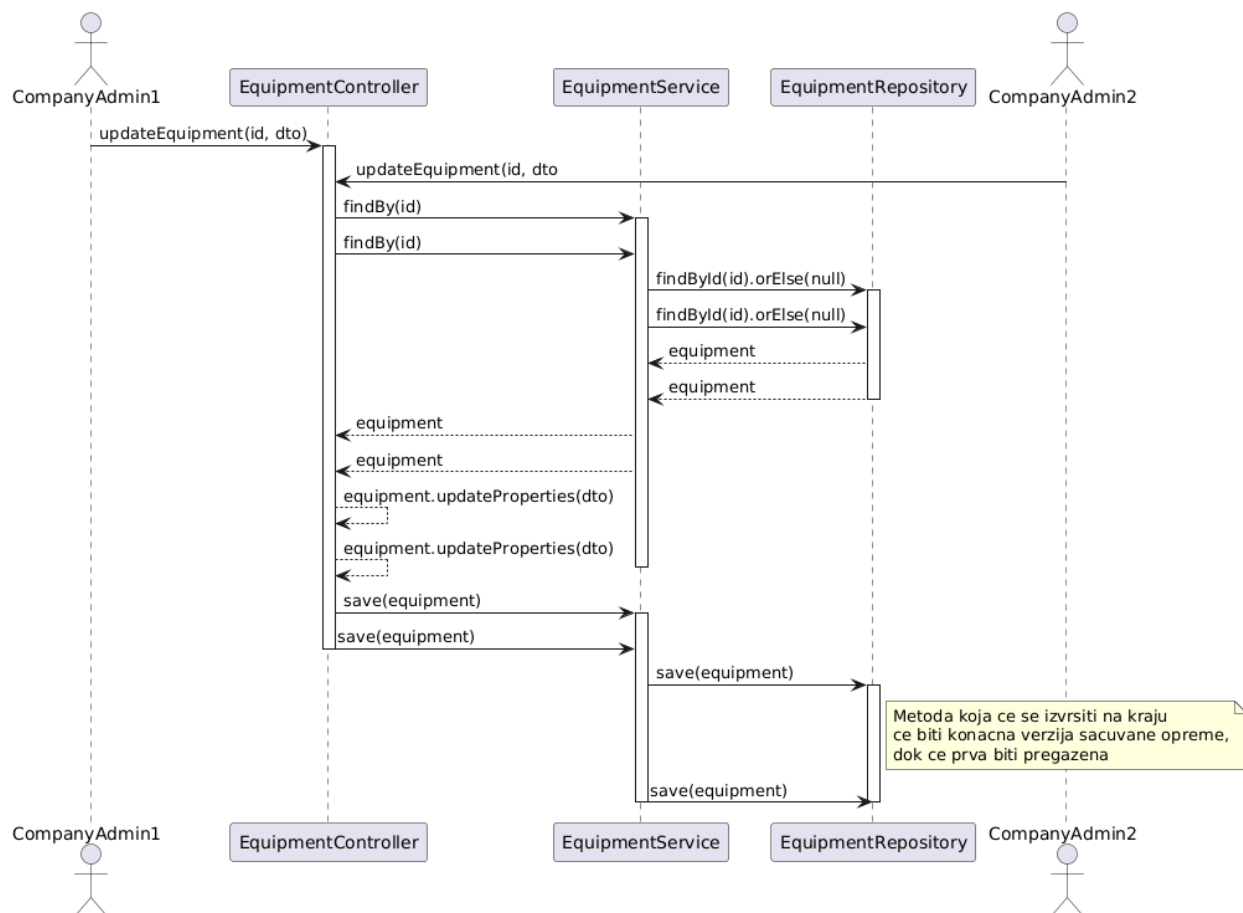 CompanyAdmin1
EquipmentController
EquipmentService
EquipmentRepository
CompanyAdmin2
updateEquipment(id, dto)
updateEquipment(id, dto
findBy(id)
findBy(id)
findById(id).orElse(null)
findById(id).orElse(null)
equipment
equipment
equipment
equipment
equipment.updateProperties(dto)
equipment.updateProperties(dto)
save(equipment)
save(equipment)
save(equipment)
Metoda koja ce se izvrsiti na kraju
ce biti konacna verzija sacuvane opreme,
dok ce prva biti pregazena
save(equipment)
CompanyAdmin1
EquipmentController
EquipmentService
EquipmentRepository
CompanyAdmin2